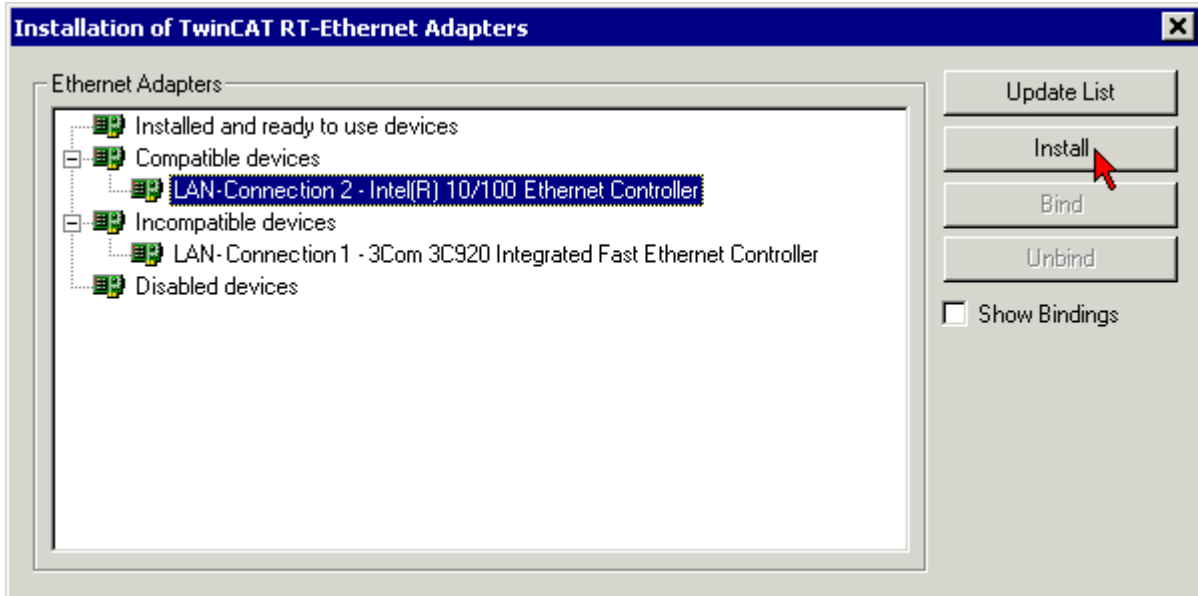 Installation of TwinCAT RT-Ethernet Adapters
Ethernet Adapters
Installed and ready to use devices
Compatible devices
LAN-Connection 2 - Intel(R) 10/100 Ethernet Controller
Incompatible devices
LAN-Connection 1 - 3Com 3C920 Integrated Fast Ethernet Controller
Disabled devices
Update List
Install
Bind
Unbind
Show Bindings